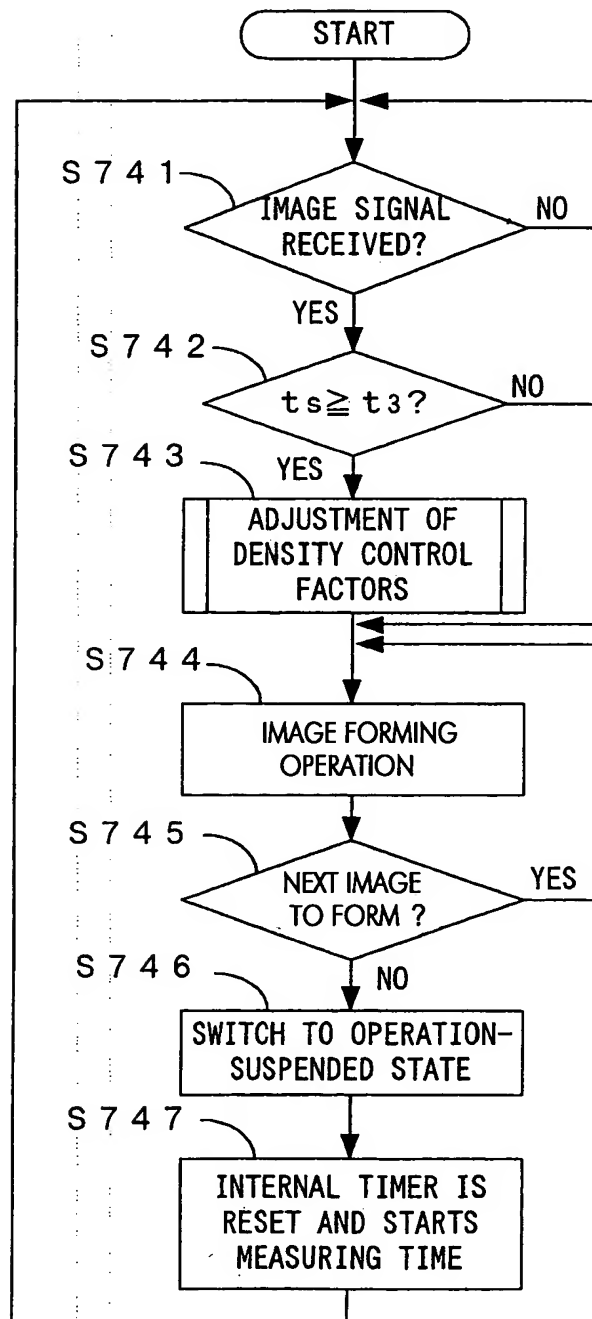 START
S741
IMAGE SIGNAL
RECEIVED?
NO
YES
S742
ts≧t3?
NO
S743
YES
ADJUSTMENT OF
DENSITY CONTROL
FACTORS
S744
IMAGE FORMING
OPERATION
S745
NEXT IMAGE
TO FORM ?
YES
S746
NO
SWITCH TO OPERATION-
SUSPENDED STATE
S747
INTERNAL TIMER IS
RESET AND STARTS
MEASURING TIME